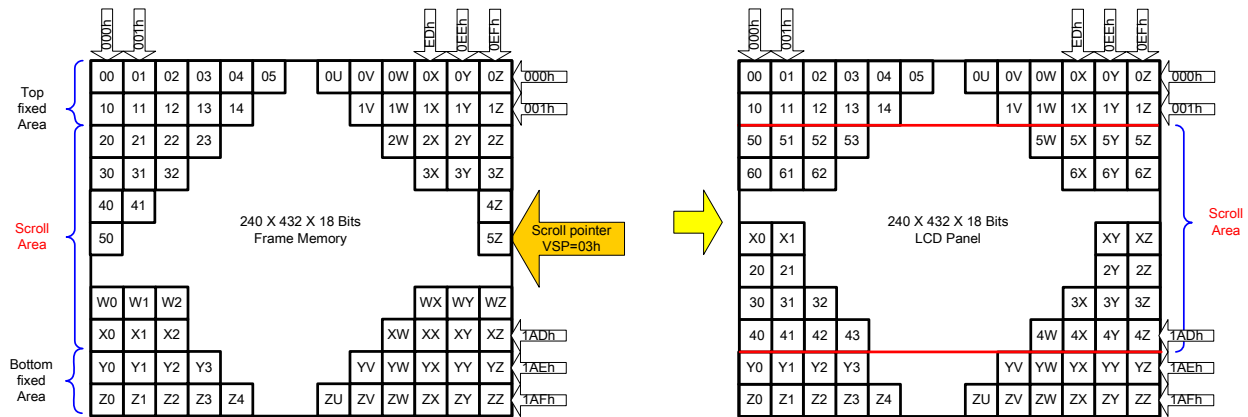 000h 001h EDh 0EEh 0EFh
00 01 02 03 04 05 0U 0V 0W 0X 0Y 0Z 000h
Top
fixed
Area
10 11 12 13 14 1V 1W 1X 1Y 1Z 001h
20 21 22 23 2W 2X 2Y 2Z
30 31 32 3X 3Y 3Z
40 41 4Z
50 5Z
Scroll
Area
240 X 432 X 18 Bits
Frame Memory
Scroll pointer
VSP=03h
W0 W1 W2 WX WY WZ
X0 X1 X2 XW XX XY XZ 1ADh
Bottom
fixed
Area
Y0 Y1 Y2 Y3 YV YW YX YY YZ 1AEh
Z0 Z1 Z2 Z3 Z4 ZU ZV ZW ZX ZY ZZ 1AFh
000h 001h EDh 0EEh 0EFh
00 01 02 03 04 05 0U 0V 0W 0X 0Y 0Z 000h
10 11 12 13 14 1V 1W 1X 1Y 1Z 001h
50 51 52 53 5W 5X 5Y 5Z
60 61 62 6X 6Y 6Z
240 X 432 X 18 Bits
LCD Panel
Scroll
Area
X0 X1 XY XZ
20 21 2Y 2Z
30 31 32 3X 3Y 3Z
40 41 42 43 4W 4X 4Y 4Z 1ADh
Y0 Y1 Y2 Y3 YV YW YX YY YZ 1AEh
Z0 Z1 Z2 Z3 Z4 ZU ZV ZW ZX ZY ZZ 1AFh